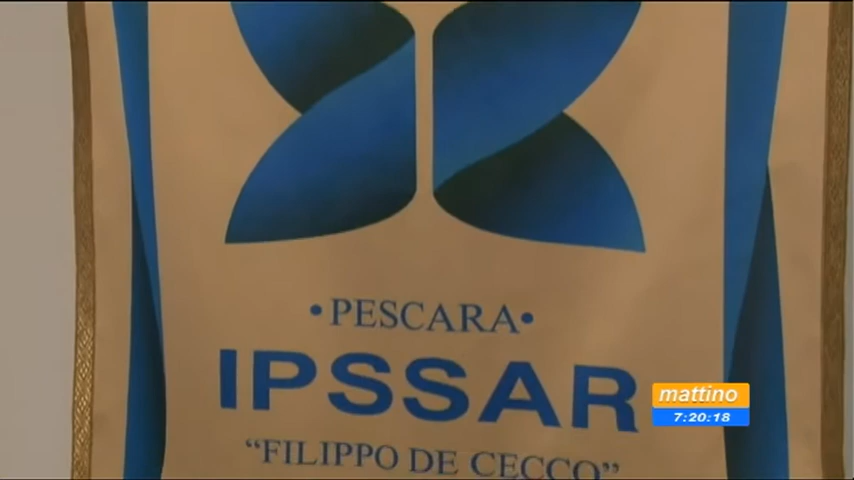 •PESCARA•
IPSSAR
“FILIPPO DE CECCO”
mattino
7:20:18